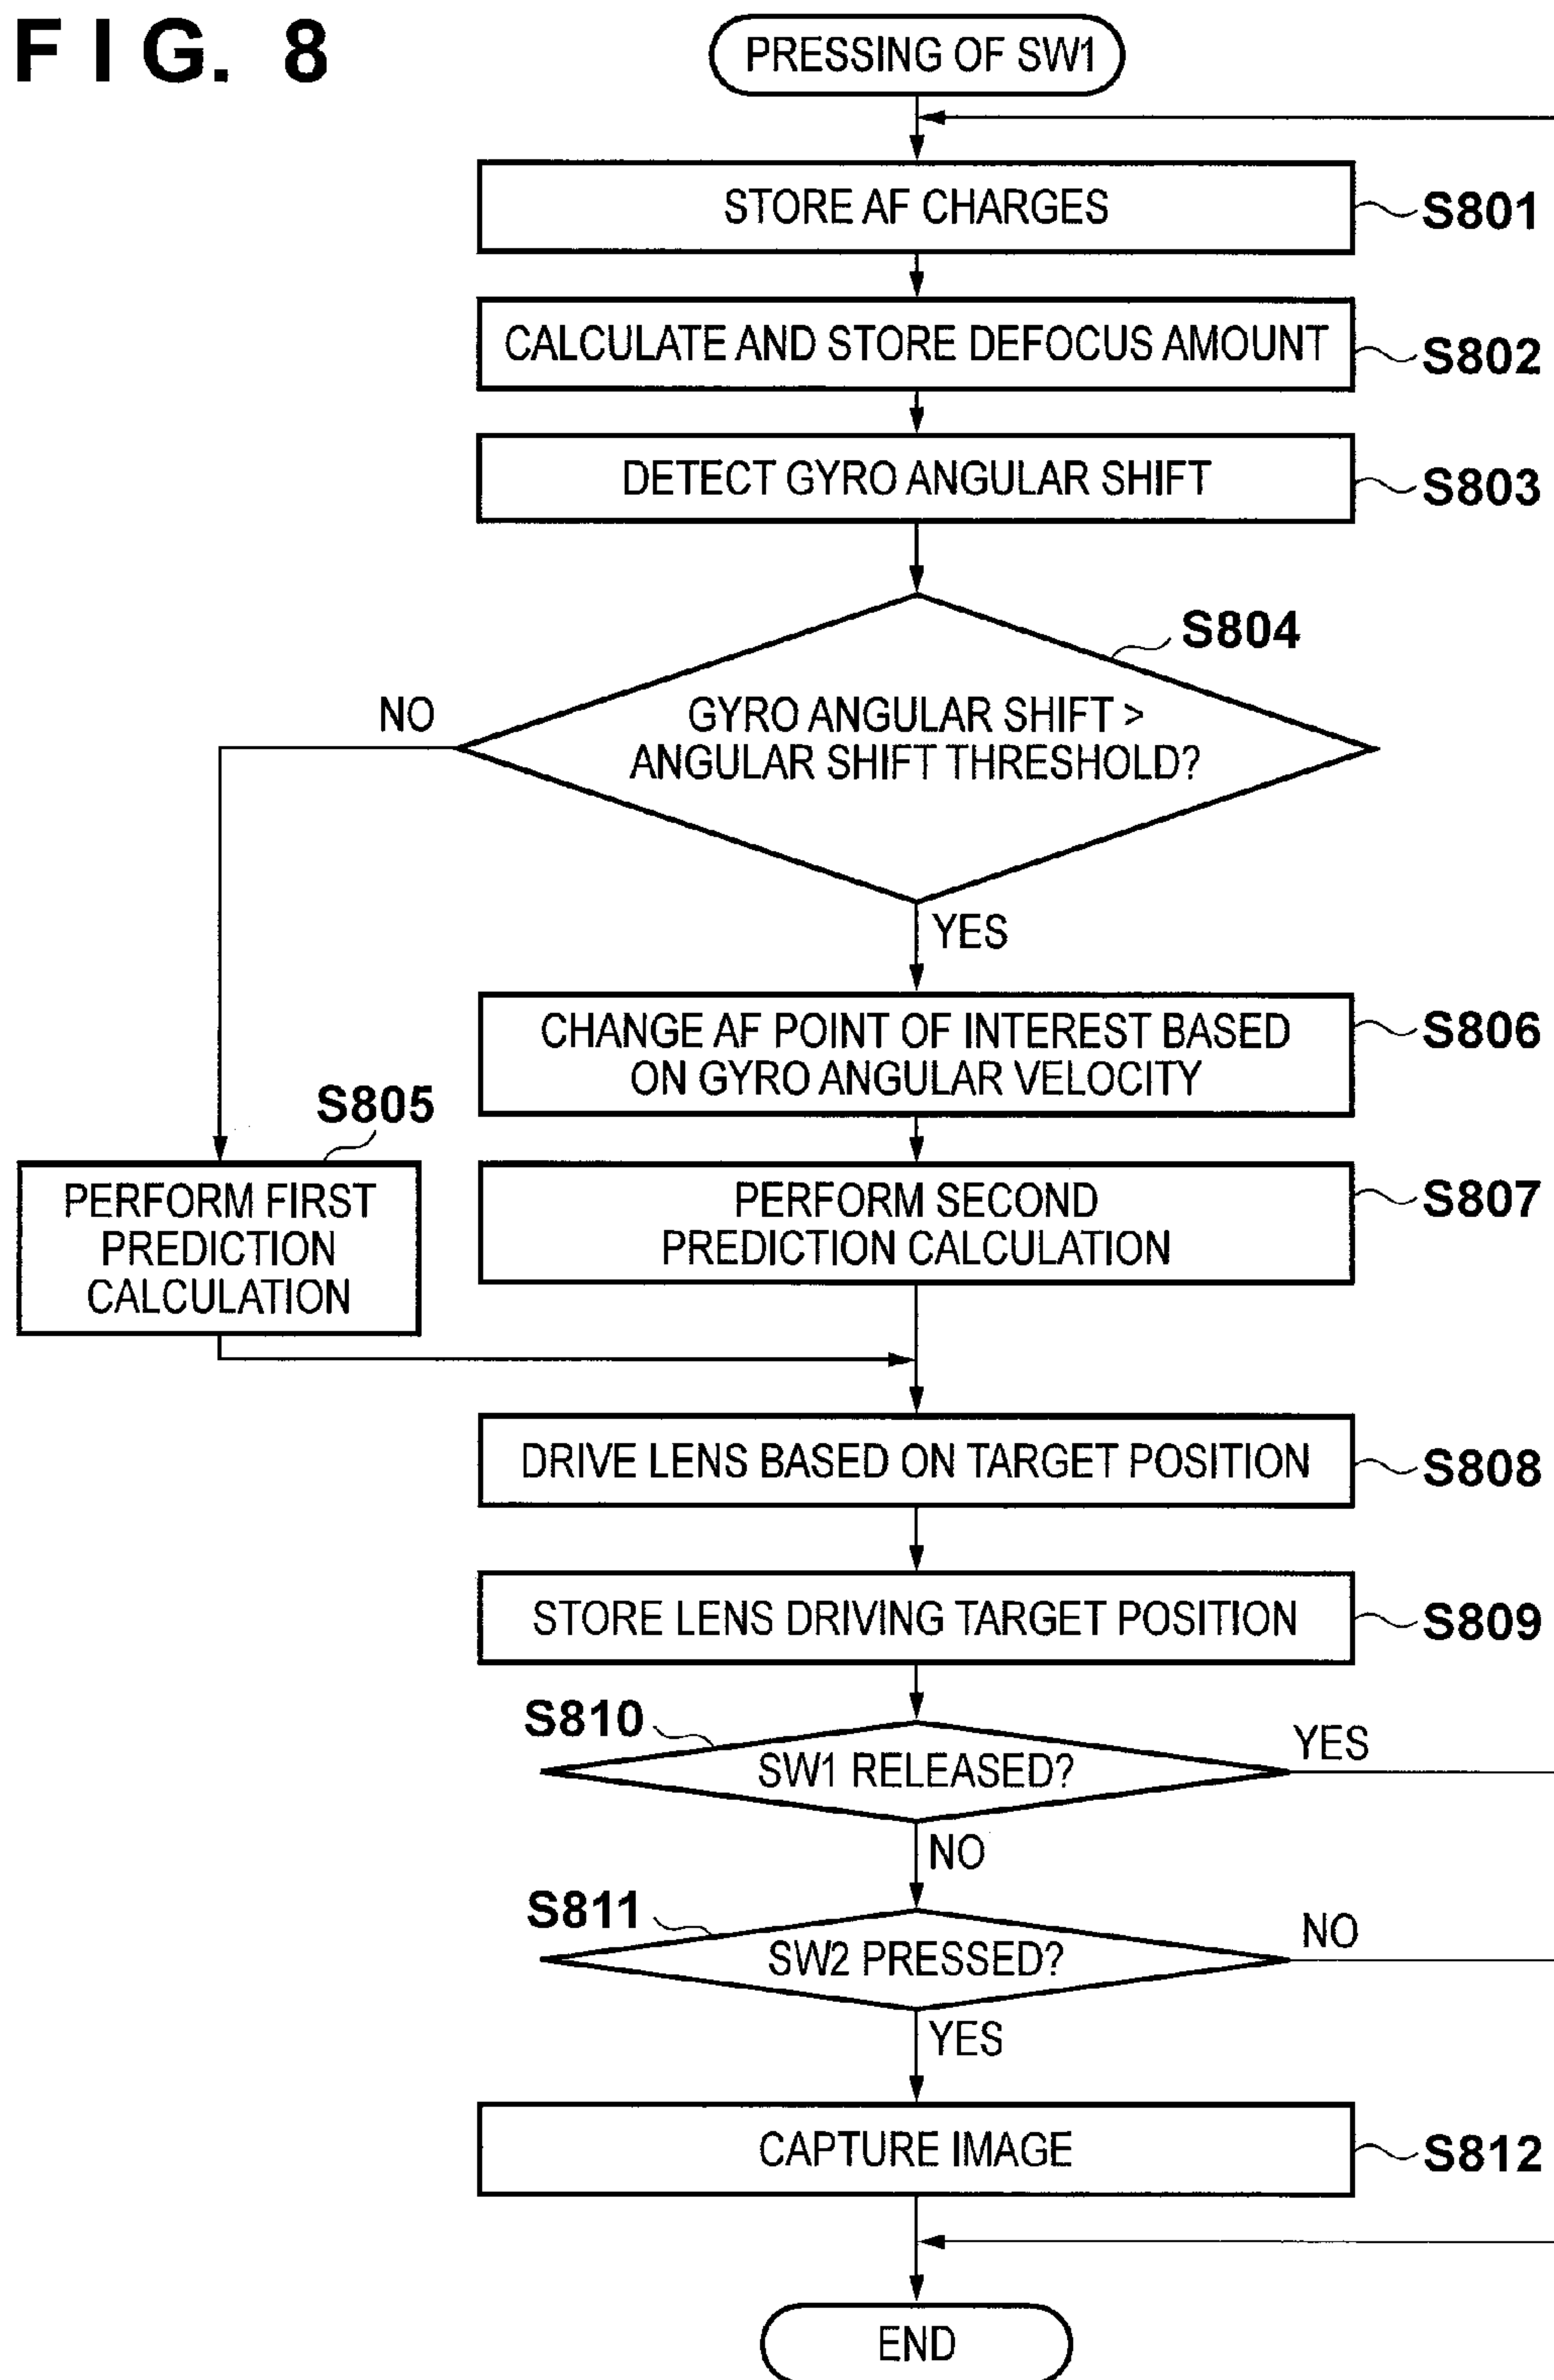 FIG. 8
PRESSING OF SW1
STORE AF CHARGES
S801
CALCULATE AND STORE DEFOCUS AMOUNT
S802
DETECT GYRO ANGULAR SHIFT
S803
S804
NO
GYRO ANGULAR SHIFT >
ANGULAR SHIFT THRESHOLD?
YES
CHANGE AF POINT OF INTEREST BASED
ON GYRO ANGULAR VELOCITY
S806
S805
PERFORM FIRST
PREDICTION
CALCULATION
PERFORM SECOND
PREDICTION CALCULATION
S807
DRIVE LENS BASED ON TARGET POSITION
S808
STORE LENS DRIVING TARGET POSITION
S809
S810
SW1 RELEASED?
YES
NO
S811
SW2 PRESSED?
NO
YES
CAPTURE IMAGE
S812
END